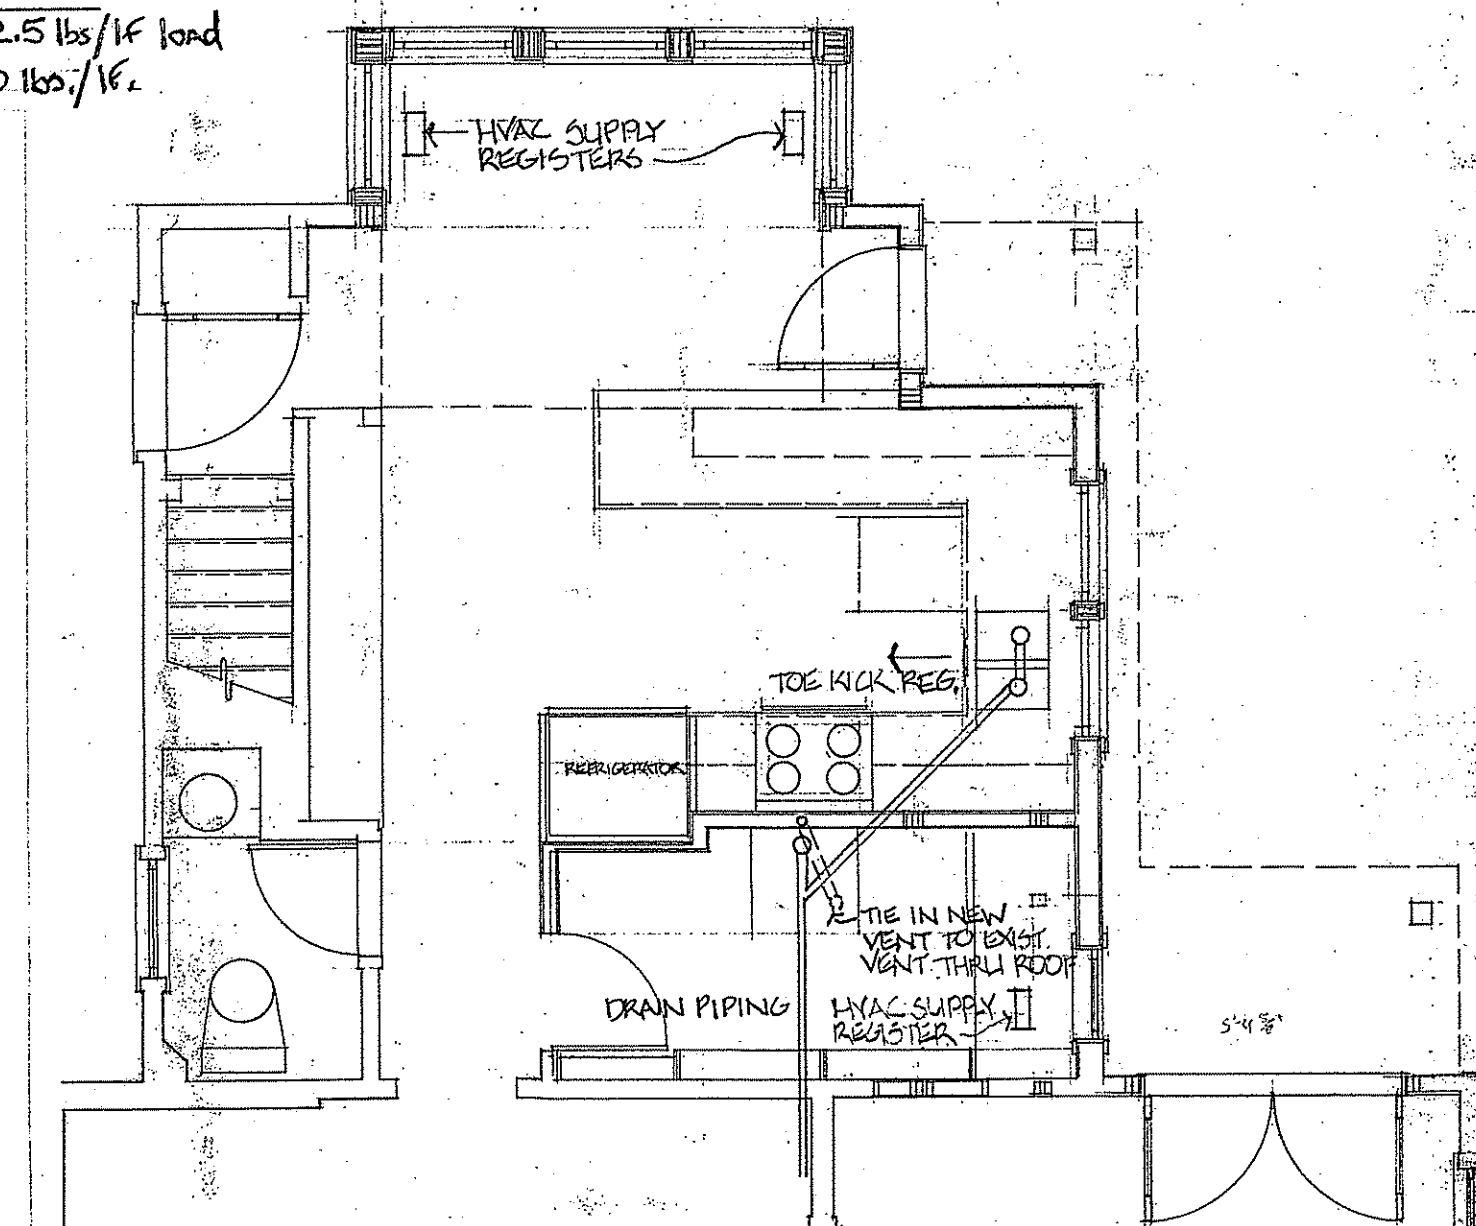 2.5 lbs/lf load
0 lbs./lf.
HVAC SUPPLY
REGISTERS
TOE KICK REG.
REFRIGERATOR
TIE IN NEW
VENT TO EXIST.
VENT THRU ROOF
DRAIN PIPING
HVAC SUPPLY
REGISTER